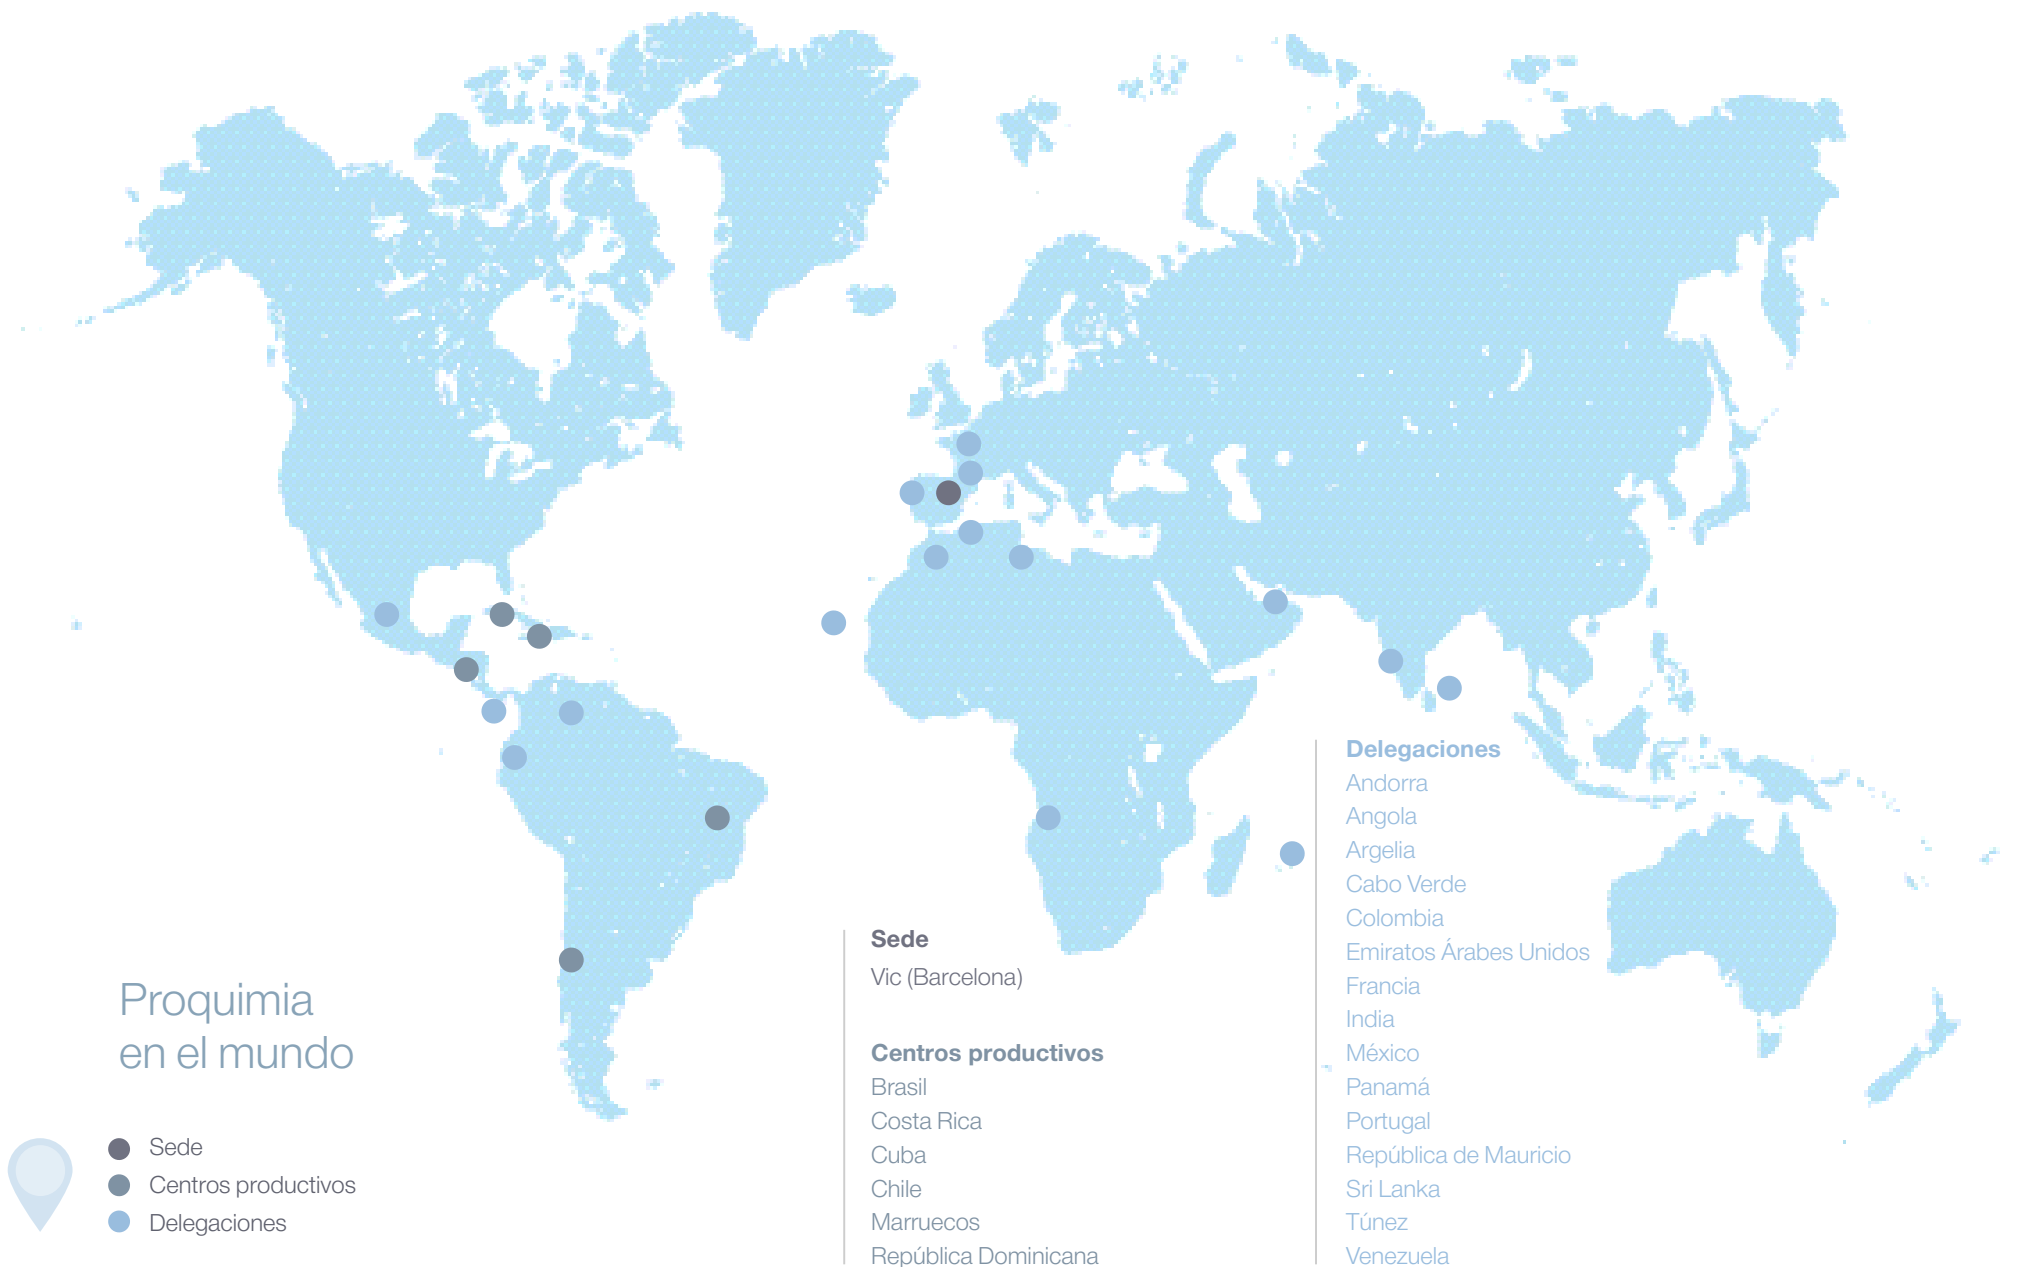 Proquimia
en el mundo
Sede
Centros productivos
Delegaciones
Sede
Vic (Barcelona)
Centros productivos
Brasil
Costa Rica
Cuba
Chile
Marruecos
República Dominicana
Delegaciones
Andorra
Angola
Argelia
Cabo Verde
Colombia
Emiratos Árabes Unidos
Francia
India
México
Panamá
Portugal
República de Mauricio
Sri Lanka
Túnez
Venezuela